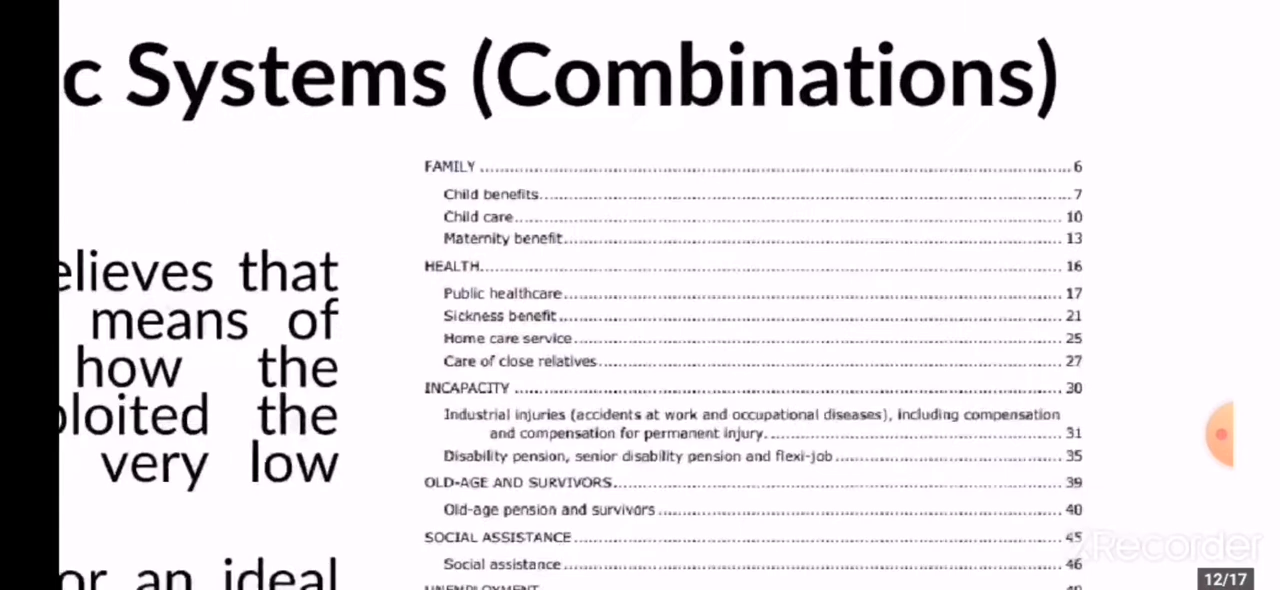 c Systems (Combinations)
elieves that
means of
how the
ploited the
very low
or an ideal
FAMILY 6
Child benefits 7
Child care 10
Maternity benefit 13
HEALTH 16
Public healthcare 17
Sickness benefit 21
Home care service 25
Care of close relatives 27
INCAPACITY 30
Industrial injuries (accidents at work and occupational diseases), including compensation
and compensation for permanent injury. 31
Disability pension, senior disability pension and flexi-job 35
OLD-AGE AND SURVIVORS 39
Old-age pension and survivors 40
SOCIAL ASSISTANCE 45
Social assistance 46
UNEMPLOYMENT
XRecorder
12/17